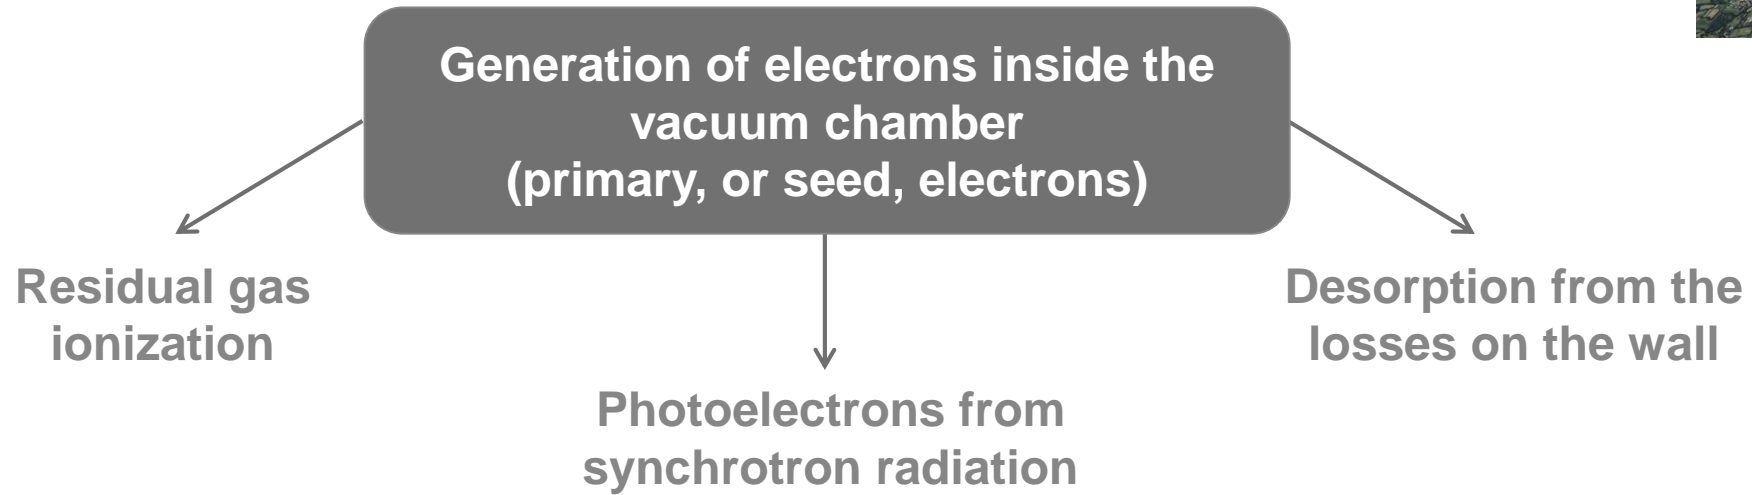 Generation of electrons inside the
vacuum chamber
(primary, or seed, electrons)
Residual gas
ionization
Photoelectrons from
synchrotron radiation
Desorption from the
losses on the wall